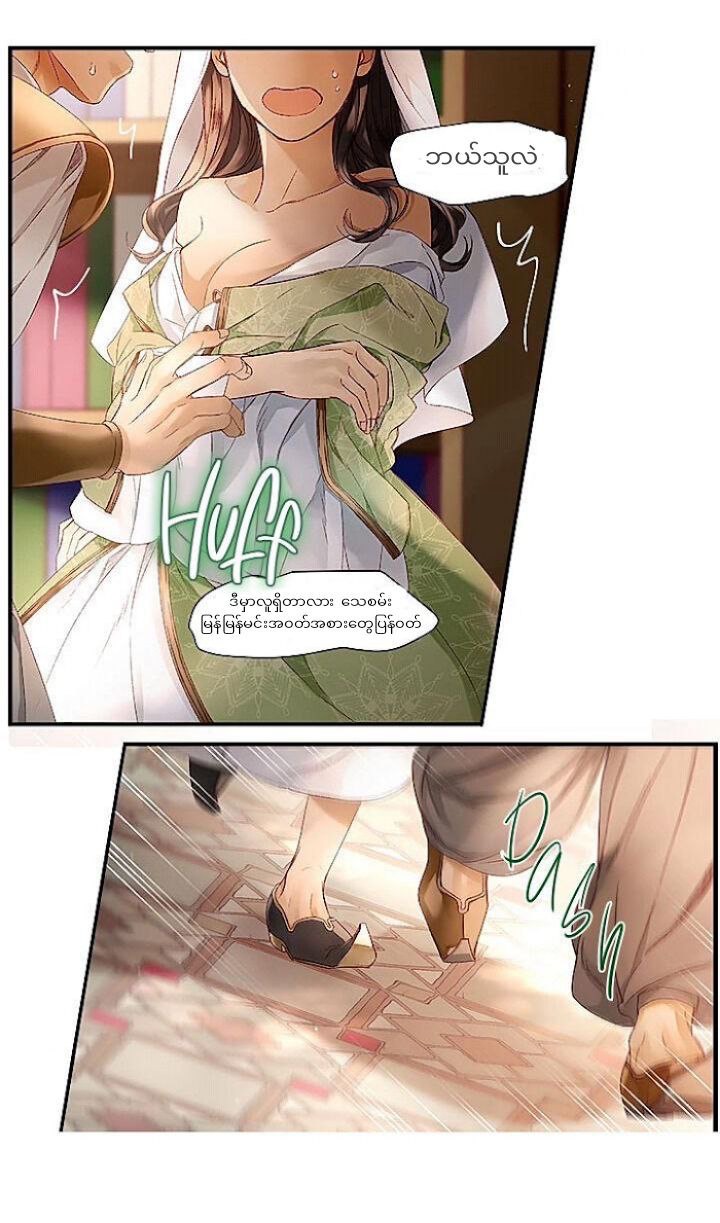 ဘယ်သူလဲ
Huff
ဒီမှာလူရှိတာလား သေစမ်း
မြန်မြန်မင်းအဝတ်အစားတွေပြန်ဝတ်
Dash